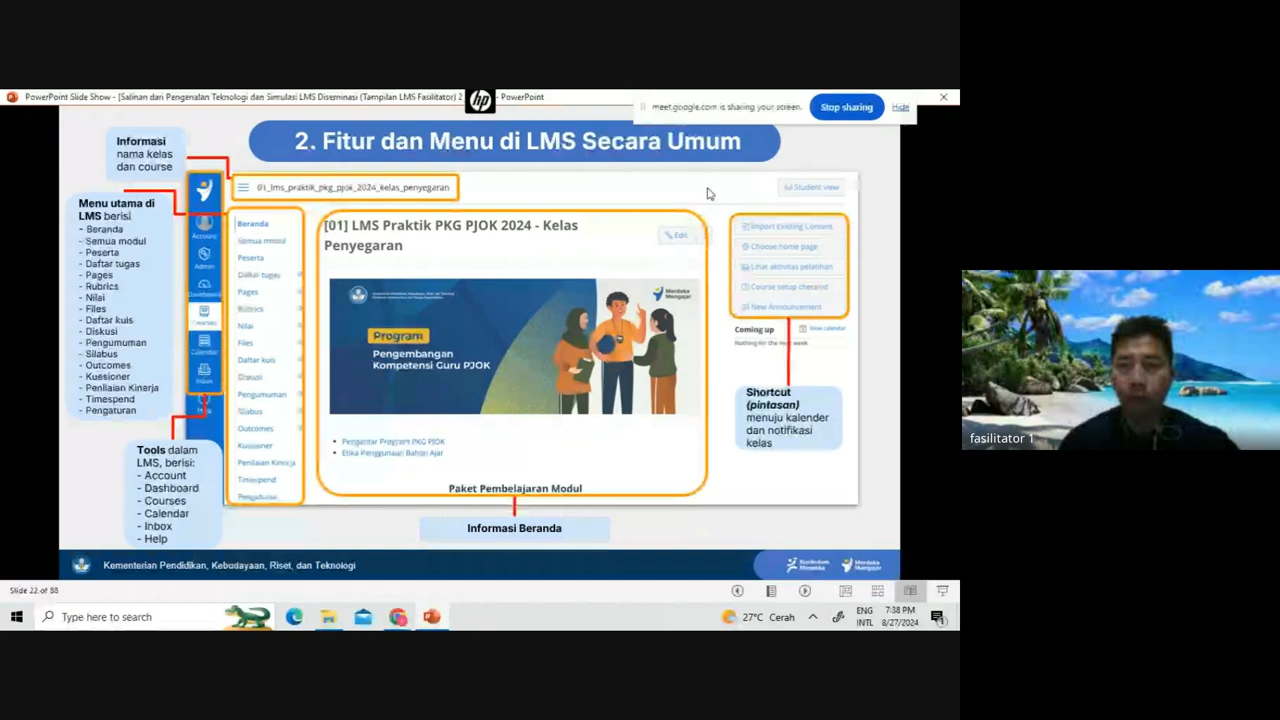 PowerPoint Slide Show - [Salinan dari Pengenalan Teknologi dan Simulasi LMS Diseminasi (Tampilan LMS Fasilitator) 2 - PowerPoint
hp
meet.google.com is sharing your screen.
Stop sharing
Hide
2. Fitur dan Menu di LMS Secara Umum
Informasi
nama kelas
dan course
Menu utama di
LMS berisi
- Beranda
- Semua modul
- Peserta
- Daftar tugas
- Pages
- Rubrics
- Nilai
- Files
- Daftar kuis
- Diskusi
- Pengumuman
- Silabus
- Outcomes
- Kuesioner
- Penilaian Kinerja
- Timespend
- Pengaturan
Tools dalam
LMS, berisi:
- Account
- Dashboard
- Courses
- Calendar
- Inbox
- Help
Account
Admin
Dashboard
Courses
Calendar
Inbox
Help
01_lms_praktik_pkg_pjok_2024_kelas_penyegaran
Student view
Beranda
Semua modul
Peserta
Daftar tugas
Pages
Rubrics
Nilai
Files
Daftar kuis
Diskusi
Pengumuman
Silabus
Outcomes
Kuesioner
Penilaian Kinerja
Timespend
Pengaturan
[01] LMS Praktik PKG PJOK 2024 - Kelas
Penyegaran
Edit
Merdeka
Mengajar
Program
Pengembangan
Kompetensi Guru PJOK
Pengantar Program PKG PJOK
Etika Penggunaan Bahan Ajar
Paket Pembelajaran Modul
Informasi Beranda
Import Existing Content
Choose home page
Lihat aktivitas pelatihan
Course setup checklist
New Announcement
Coming up
View calendar
Nothing for the next week
Shortcut
(pintasan)
menuju kalender
dan notifikasi
kelas
Kementerian Pendidikan, Kebudayaan, Riset, dan Teknologi
Kurikulum
Merdeka
Merdeka
Mengajar
Slide 22 of 88
Type here to search
27°C Cerah
ENG
INTL
7:38 PM
8/27/2024
1
fasilitator 1